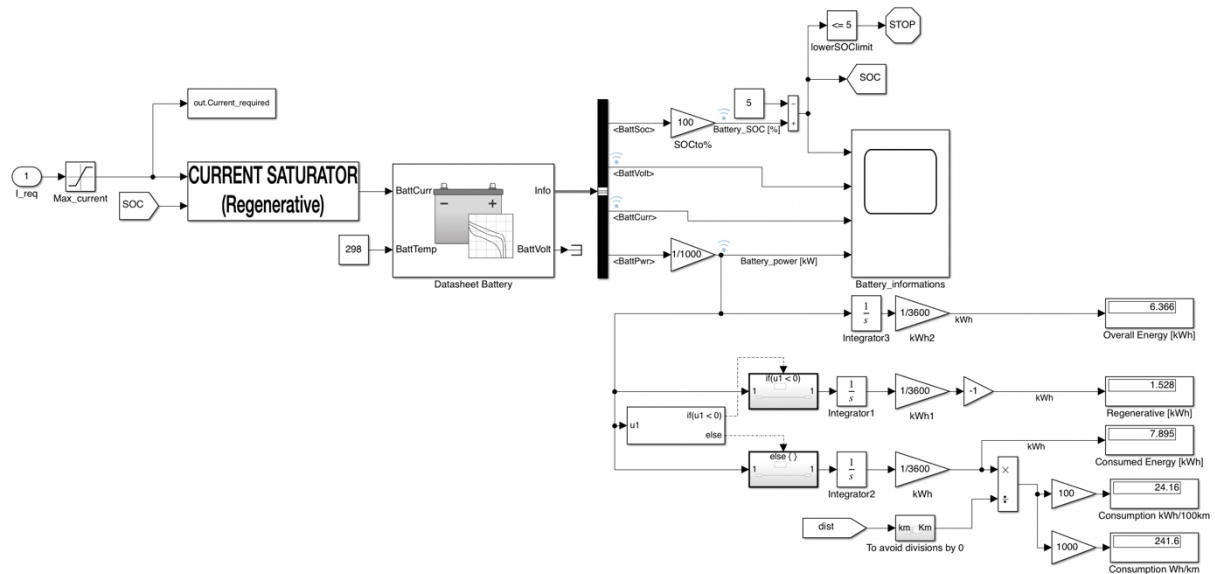 <= 5
STOP
lowerSOClimit
SOC
out.Current_required
5
−
+
<BattSoc>
100
Battery_SOC [%]
SOCto%
1
I_req
Max_current
SOC
CURRENT SATURATOR
(Regenerative)
BattCurr
Info
<BattVolt>
<BattCurr>
298
BattTemp
BattVolt
<BattPwr>
1/1000
Battery_power [kW]
Datasheet Battery
Battery_informations
1
s
Integrator3
1/3600
kWh2
kWh
6.366
Overall Energy [kWh]
if(u1 < 0)
1
1
1
s
Integrator1
1/3600
kWh1
-1
kWh
1.528
Regenerative [kWh]
u1
if(u1 < 0)
else
else { }
1
1
1
s
Integrator2
1/3600
kWh
kWh
7.895
Consumed Energy [kWh]
×
÷
100
24.16
Consumption kWh/100km
dist
km Km
To avoid divisions by 0
1000
241.6
Consumption Wh/km